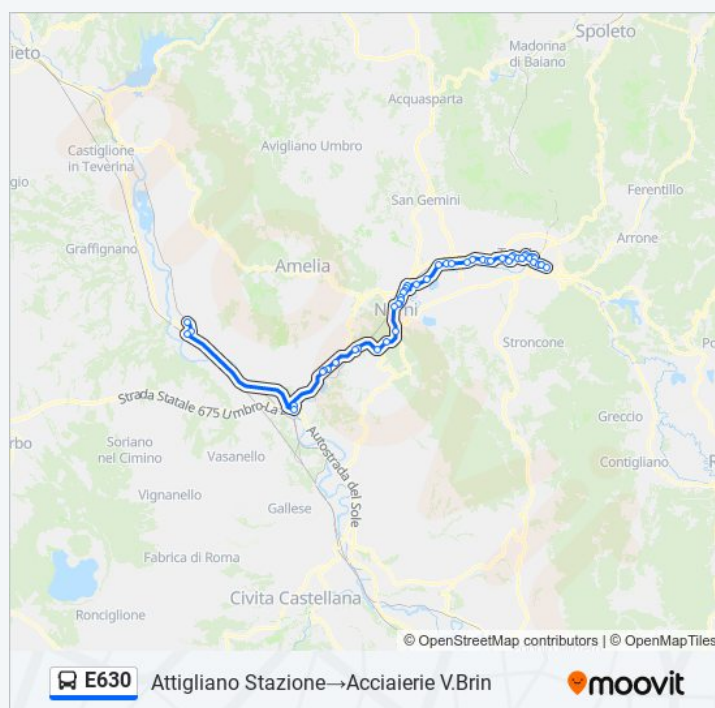 Spoleto
Madonna
di Baiano
ieto
Acquasparta
Avigliano Umbro
Castiglione
in Teverina
Ferentillo
San Gemini
gio
Arrone
Graffignano
Amelia
Narni
Stroncone
Strada Statale 675 Umbro-La
Greccio
rbo
Soriano
nel Cimino
Vasanello
Autostrada del Sole
Contigliano
Vignanello
Gallese
Fabrica di Roma
Civita Castellana
Ronciglione
© OpenStreetMap contributors | © OpenMapTiles
E630 Attigliano Stazione→Acciaierie V.Brin
moovit